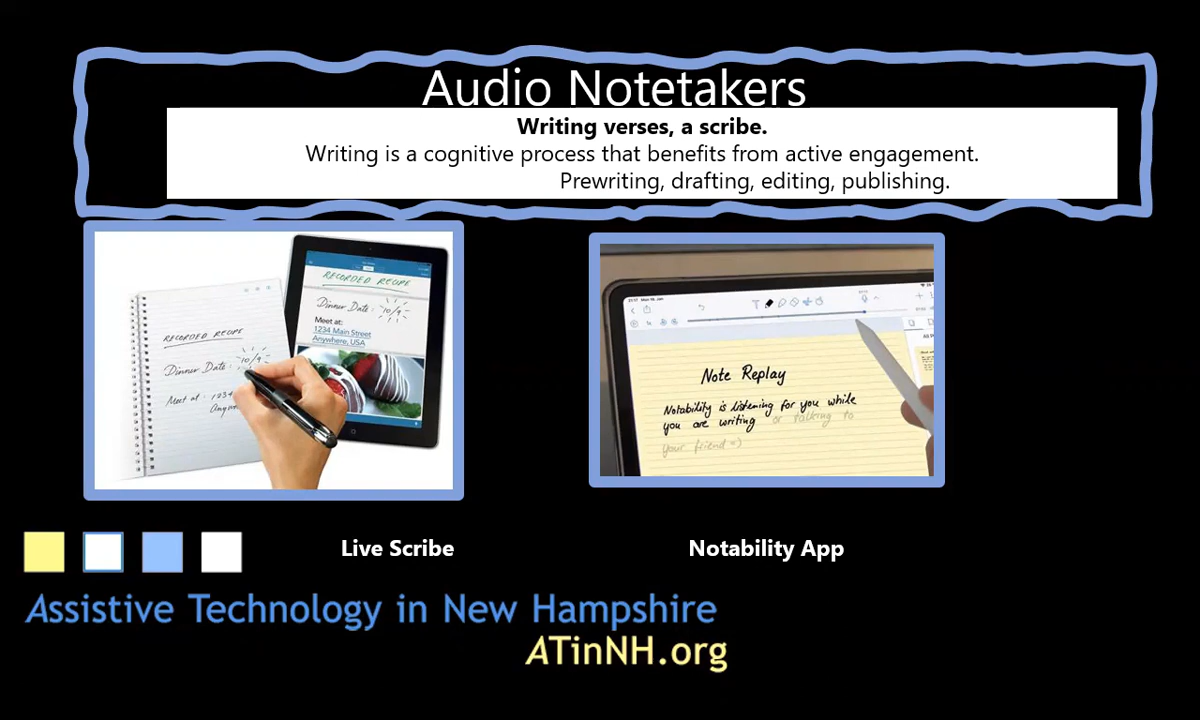 Audio Notetakers
Writing verses, a scribe.
Writing is a cognitive process that benefits from active engagement.
Prewriting, drafting, editing, publishing.
RECORDED RECIPE
Dinner Date: 10/9
Meet at: 1234
RECORDED RECIPE
Dinner Date: 10/9
Meet at:
1234 Main Street
Anywhere, USA
Note Replay
Notability is listening for you while
you are writing or talking to
your friend =)
Live Scribe
Notability App
Assistive Technology in New Hampshire
ATinNH.org